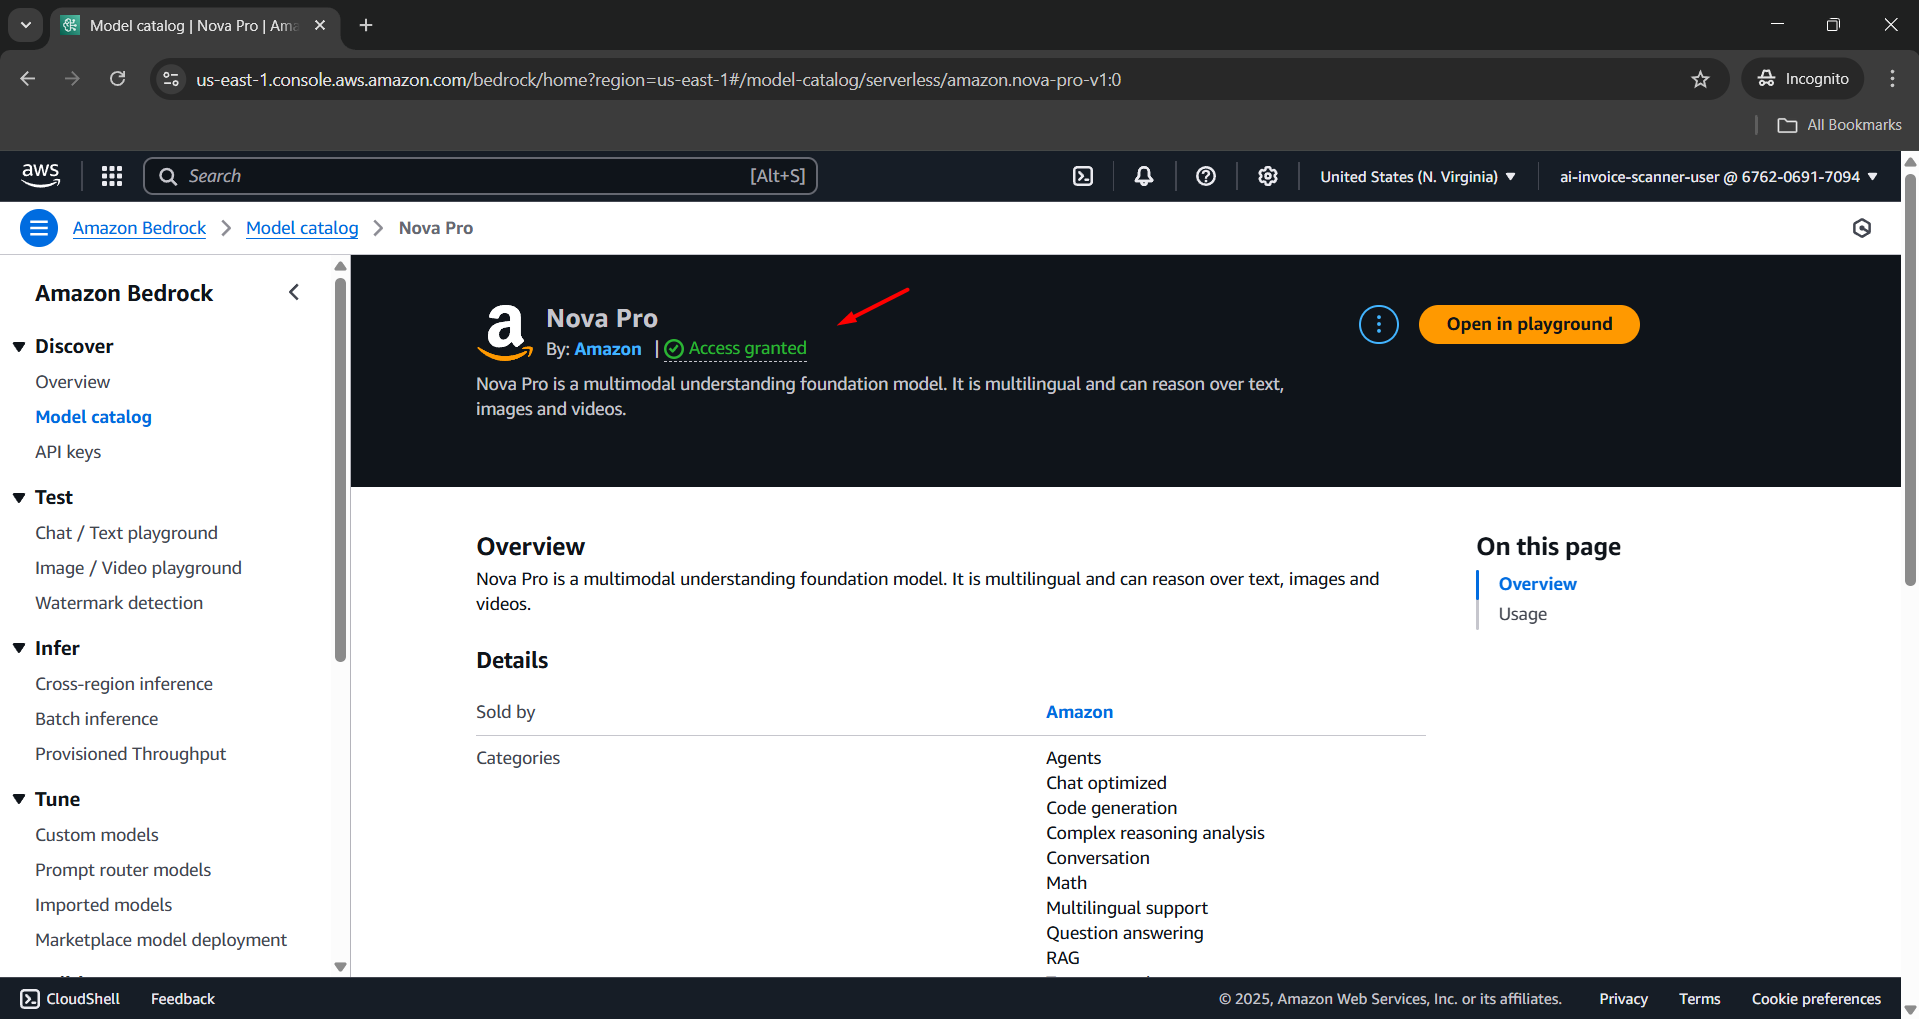 Model catalog | Nova Pro | Ama
us-east-1.console.aws.amazon.com/bedrock/home?region=us-east-1#/model-catalog/serverless/amazon.nova-pro-v1:0
Incognito
All Bookmarks
aws
Search
[Alt+S]
United States (N. Virginia)
ai-invoice-scanner-user @ 6762-0691-7094
Amazon Bedrock
Model catalog
Nova Pro
Amazon Bedrock
Discover
Overview
Model catalog
API keys
Test
Chat / Text playground
Image / Video playground
Watermark detection
Infer
Cross-region inference
Batch inference
Provisioned Throughput
Tune
Custom models
Prompt router models
Imported models
Marketplace model deployment
a
Nova Pro
By: Amazon | Access granted
Nova Pro is a multimodal understanding foundation model. It is multilingual and can reason over text,
images and videos.
Open in playground
Overview
Nova Pro is a multimodal understanding foundation model. It is multilingual and can reason over text, images and
videos.
Details
Sold by
Amazon
Categories
Agents
Chat optimized
Code generation
Complex reasoning analysis
Conversation
Math
Multilingual support
Question answering
RAG
On this page
Overview
Usage
CloudShell
Feedback
© 2025, Amazon Web Services, Inc. or its affiliates.
Privacy
Terms
Cookie preferences